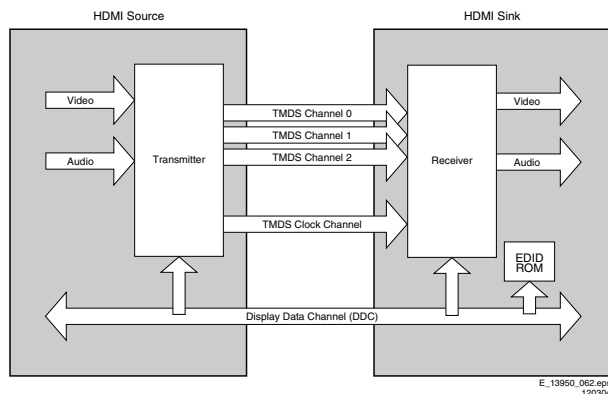 HDMI Source
HDMI Sink
Video
Audio
Transmitter
TMDS Channel 0
TMDS Channel 1
TMDS Channel 2
TMDS Clock Channel
Receiver
Video
Audio
EDID
ROM
Display Data Channel (DDC)
E_13950_062.eps
120304